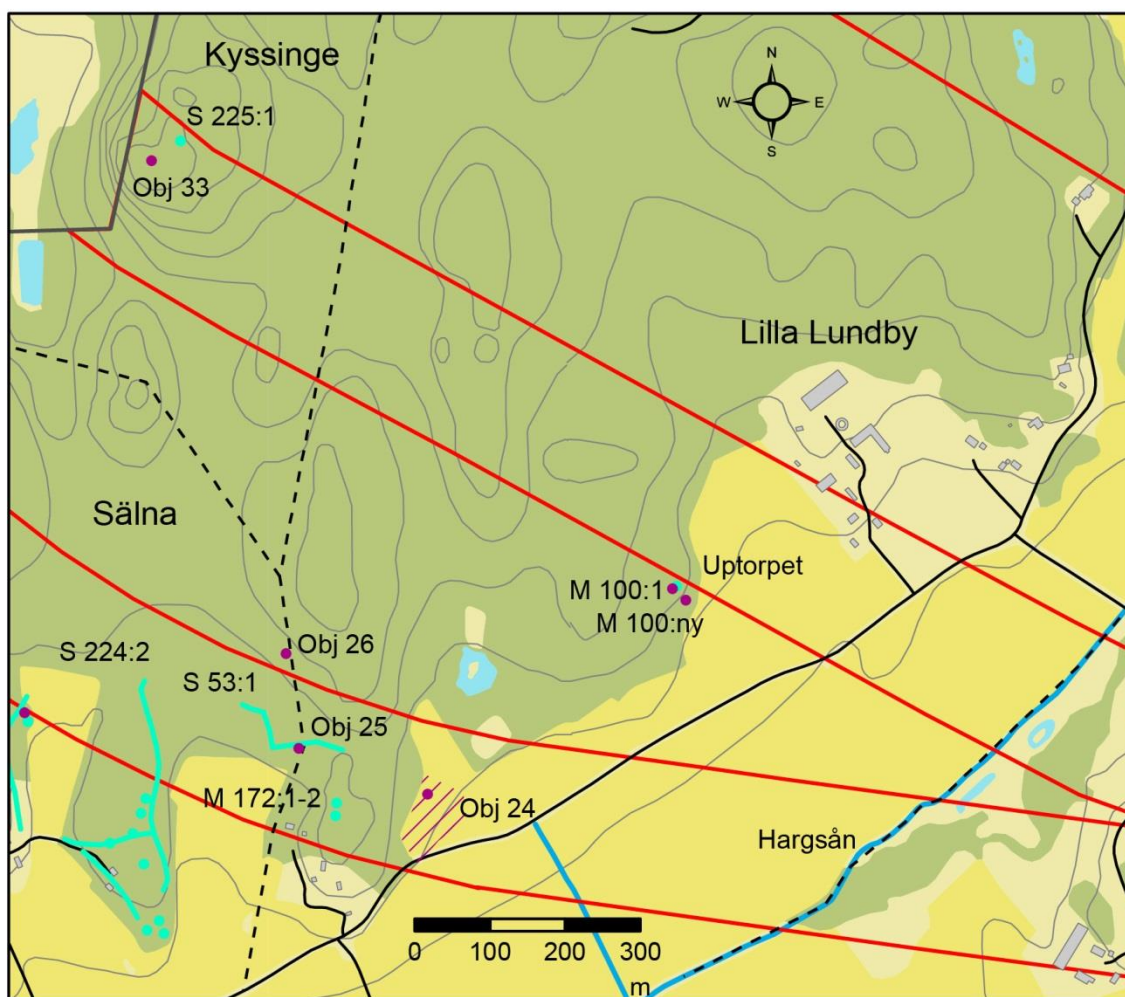 Kyssinge
N
W
E
S
S 225:1
Obj 33
Lilla Lundby
Sälna
Uptorpet
M 100:1
M 100:ny
Obj 26
S 224:2
S 53:1
Obj 25
M 172:1-2
Obj 24
Hargsån
0 100 200 300
m